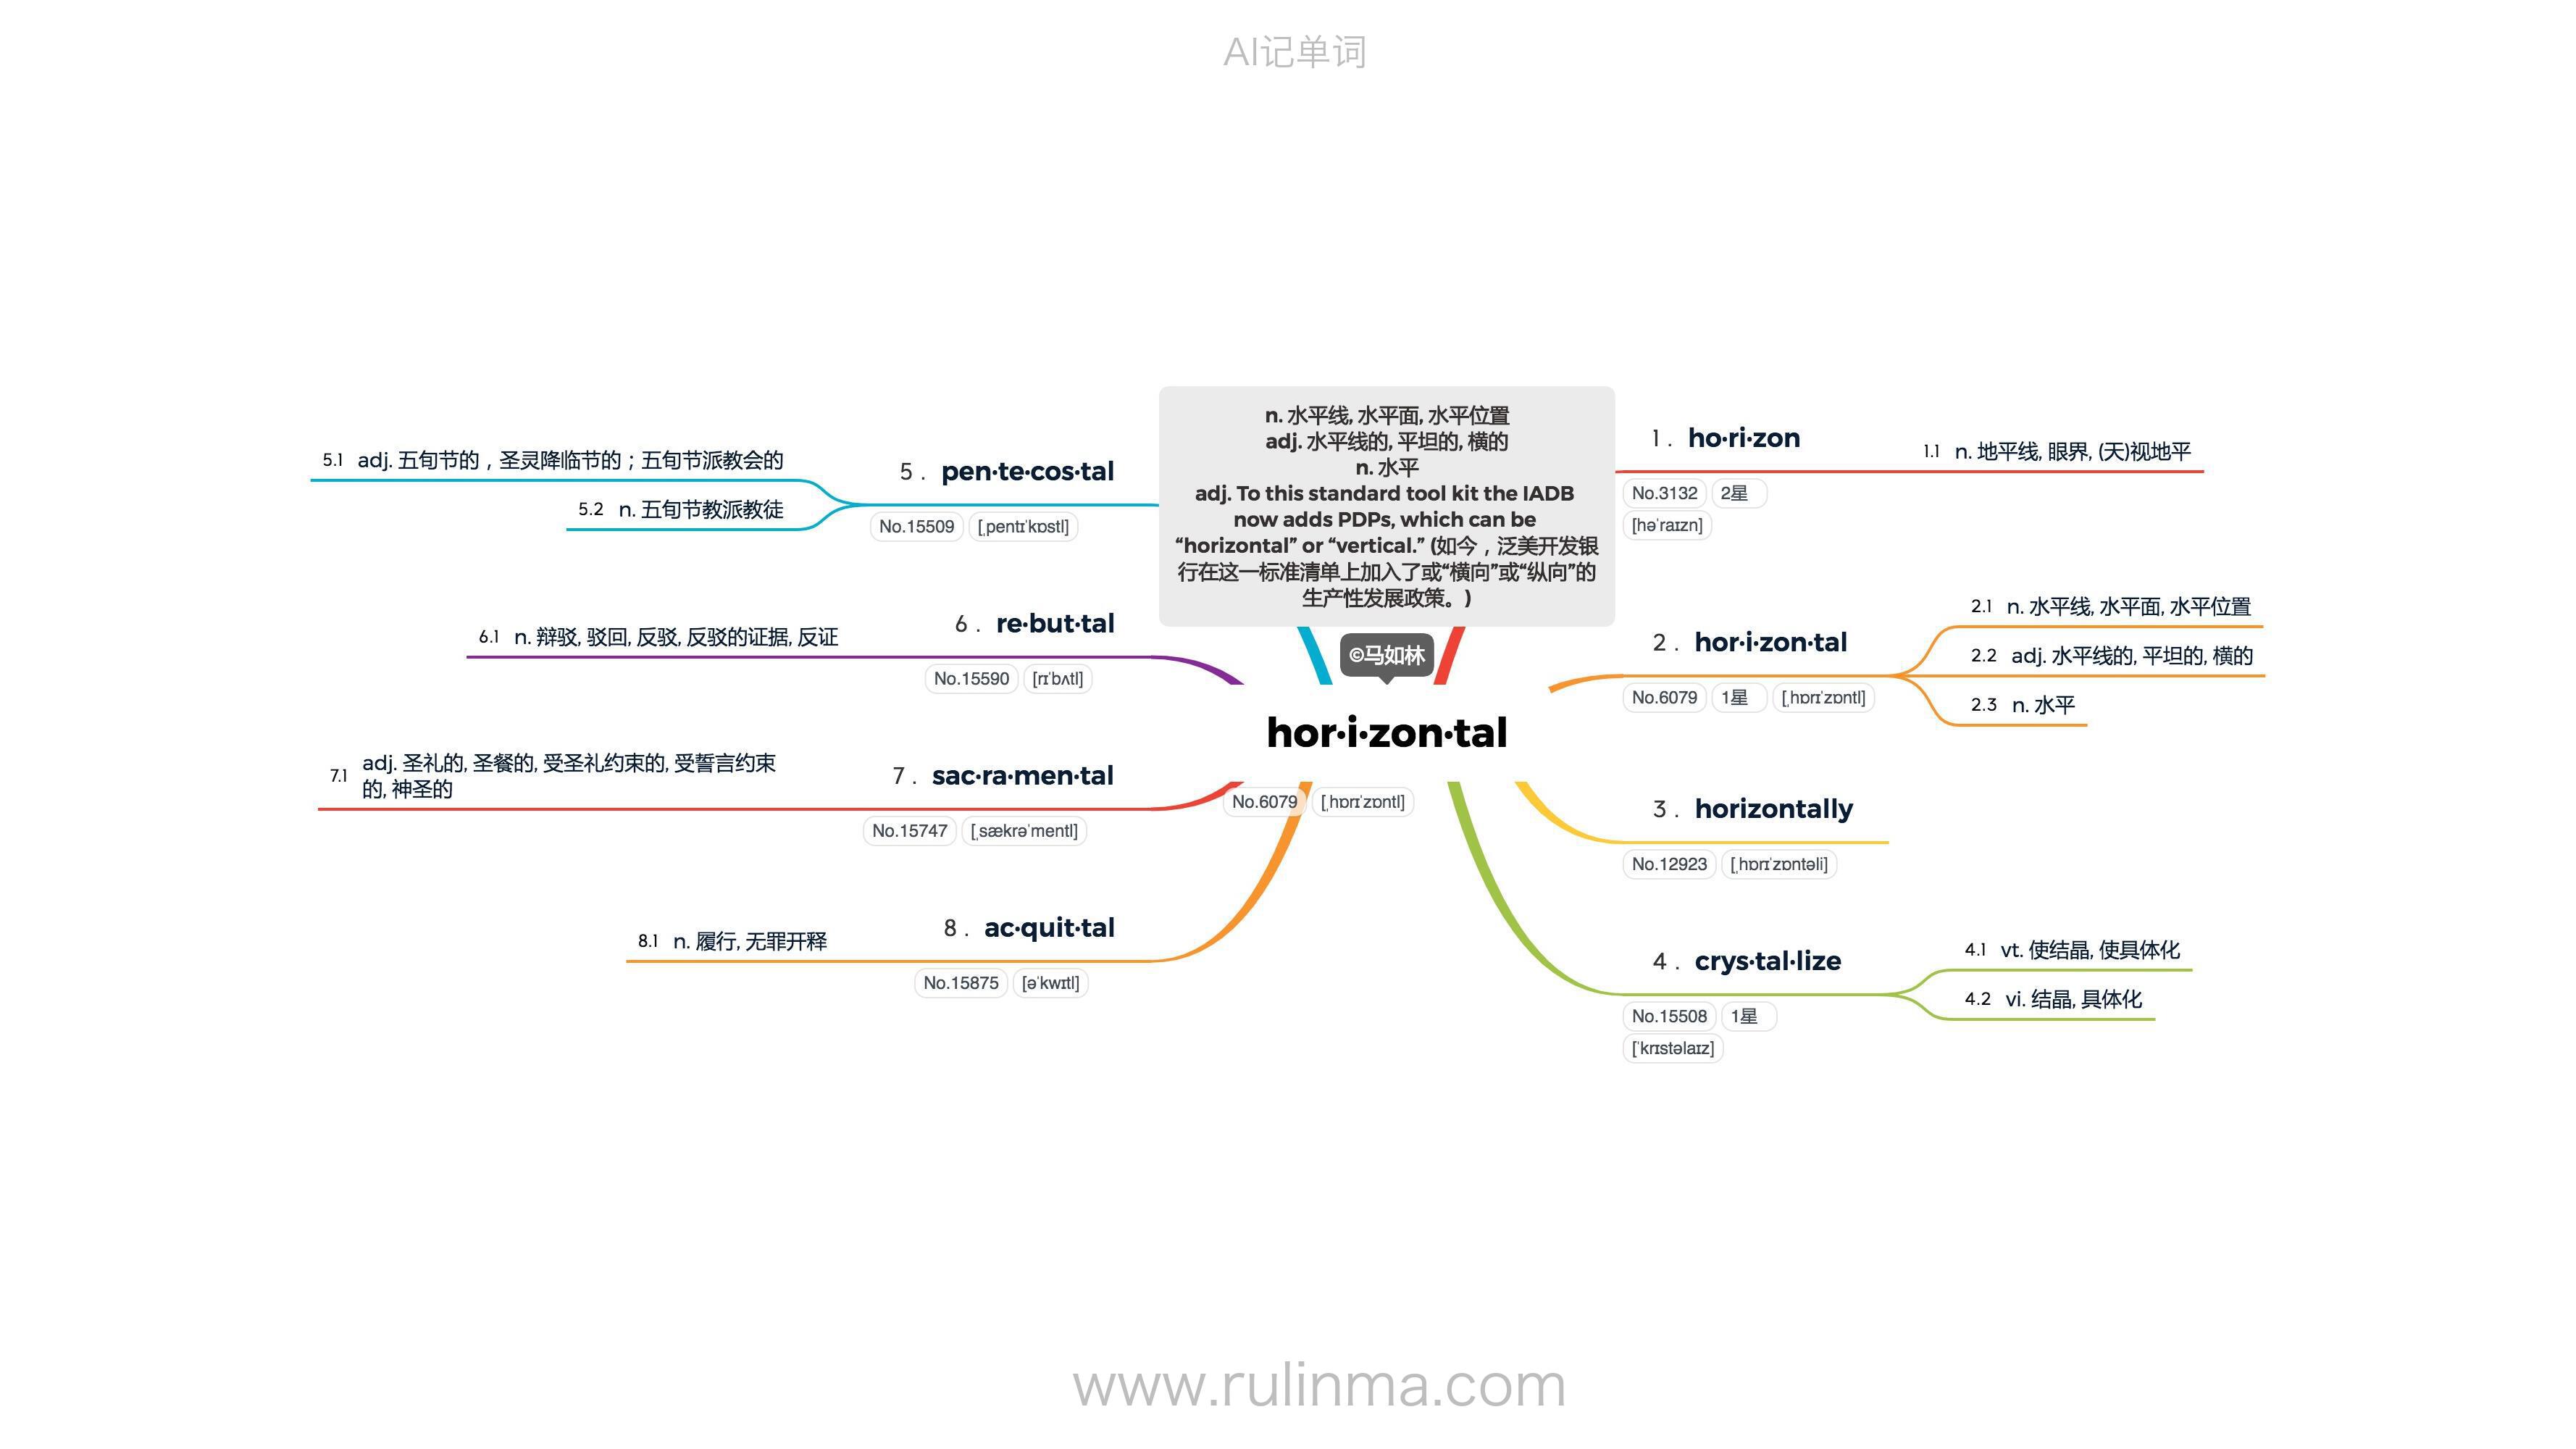 AI记单词
n. 水平线, 水平面, 水平位置
adj. 水平线的, 平坦的, 横的
n. 水平
adj. To this standard tool kit the IADB
now adds PDPs, which can be
“horizontal” or “vertical.” (如今，泛美开发银
行在这一标准清单上加入了或“横向”或“纵向”的
生产性发展政策。)
©马如林
hor·i·zon·tal
No.6079 [ˌhɒrɪˈzɒntl]
1 . ho·ri·zon
No.3132 2星
[həˈraɪzn]
1.1 n. 地平线, 眼界, (天)视地平
2 . hor·i·zon·tal
No.6079 1星 [ˌhɒrɪˈzɒntl]
2.1 n. 水平线, 水平面, 水平位置
2.2 adj. 水平线的, 平坦的, 横的
2.3 n. 水平
3 . horizontally
No.12923 [ˌhɒrɪˈzɒntəli]
4 . crys·tal·lize
No.15508 1星
[ˈkrɪstəlaɪz]
4.1 vt. 使结晶, 使具体化
4.2 vi. 结晶, 具体化
5 . pen·te·cos·tal
No.15509 [ˌpentɪˈkɒstl]
5.1 adj. 五旬节的，圣灵降临节的；五旬节派教会的
5.2 n. 五旬节教派教徒
6 . re·but·tal
No.15590 [rɪˈbʌtl]
6.1 n. 辩驳, 驳回, 反驳, 反驳的证据, 反证
7 . sac·ra·men·tal
No.15747 [ˌsækrəˈmentl]
7.1 adj. 圣礼的, 圣餐的, 受圣礼约束的, 受誓言约束
的, 神圣的
8 . ac·quit·tal
No.15875 [əˈkwɪtl]
8.1 n. 履行, 无罪开释
www.rulinma.com